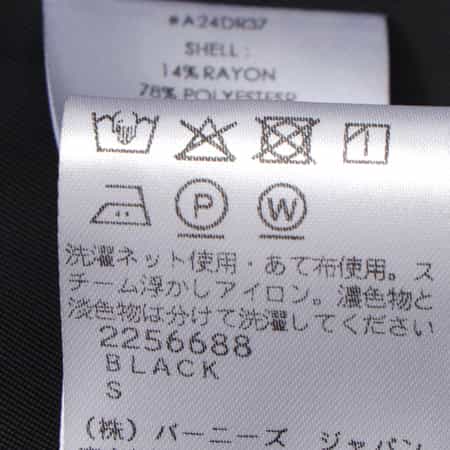 #A24DR37
SHELL:
14% RAYON
78% POLYESTER
P W
洗濯ネット使用・あて布使用。ス
チーム浮かしアイロン。濃色物と
淡色物は分けて洗濯してください
2256688
BLACK
S
(株) バーニーズ ジャパン